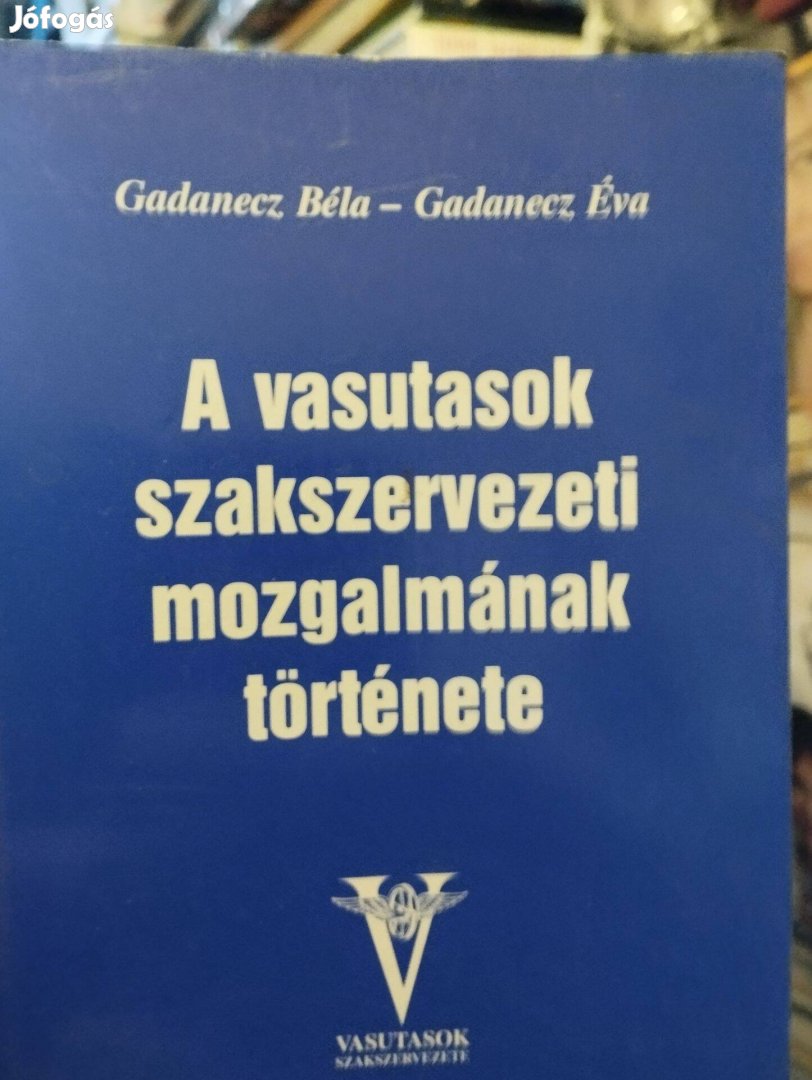 Jófogás
Gadanecz Béla – Gadanecz Éva
A vasutasok
szakszervezeti
mozgalmának
története
V
VASUTASOK
SZAKSZERVEZETE